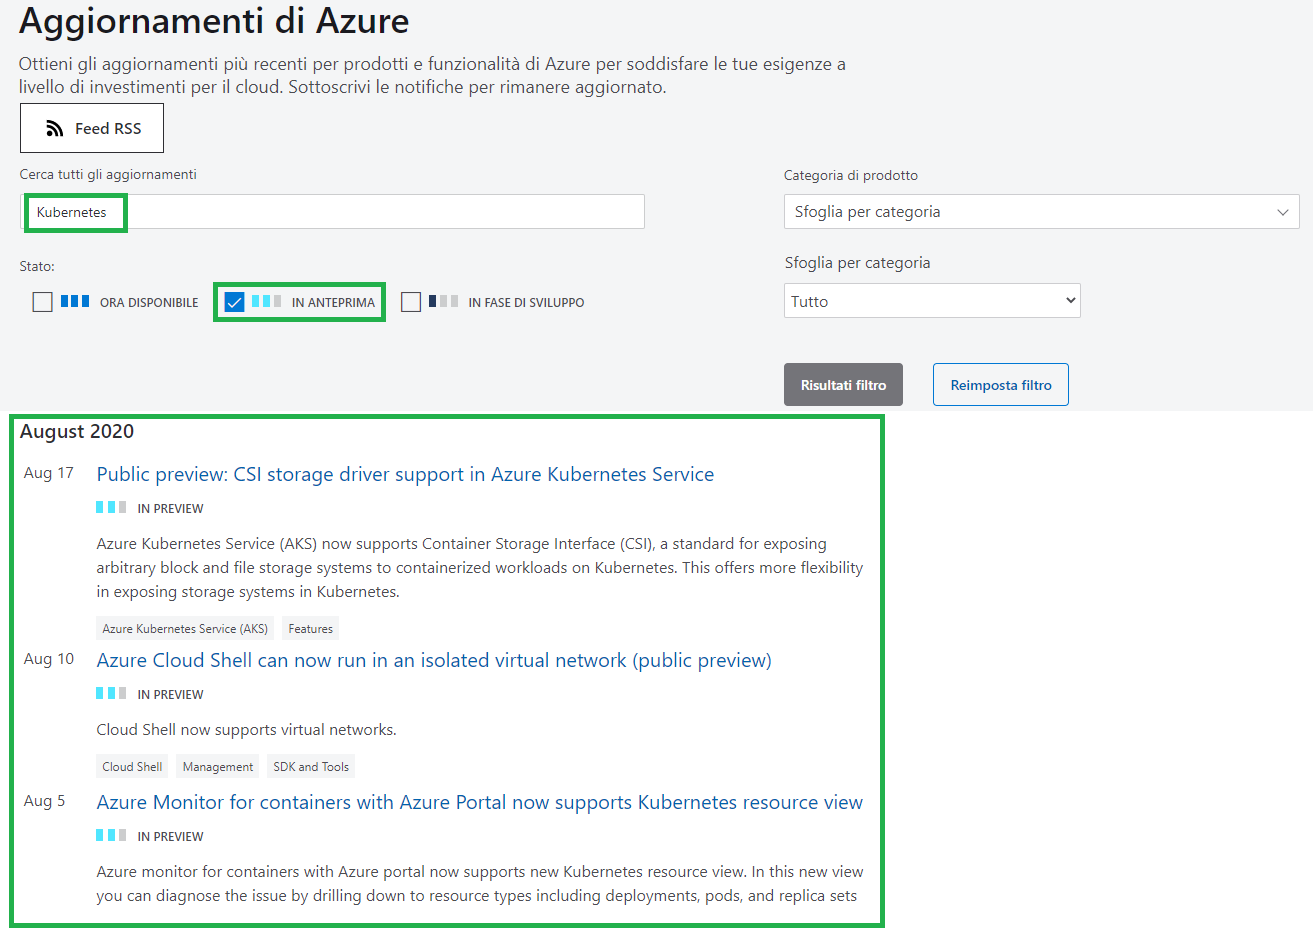 Aggiornamenti di Azure
Ottieni gli aggiornamenti più recenti per prodotti e funzionalità di Azure per soddisfare le tue esigenze a
livello di investimenti per il cloud. Sottoscrivi le notifiche per rimanere aggiornato.
Feed RSS
Cerca tutti gli aggiornamenti
Kubernetes
Categoria di prodotto
Sfoglia per categoria
Stato:
ORA DISPONIBILE
IN ANTEPRIMA
IN FASE DI SVILUPPO
Sfoglia per categoria
Tutto
Risultati filtro
Reimposta filtro
August 2020
Aug 17
Public preview: CSI storage driver support in Azure Kubernetes Service
IN PREVIEW
Azure Kubernetes Service (AKS) now supports Container Storage Interface (CSI), a standard for exposing
arbitrary block and file storage systems to containerized workloads on Kubernetes. This offers more flexibility
in exposing storage systems in Kubernetes.
Azure Kubernetes Service (AKS)
Features
Aug 10
Azure Cloud Shell can now run in an isolated virtual network (public preview)
IN PREVIEW
Cloud Shell now supports virtual networks.
Cloud Shell
Management
SDK and Tools
Aug 5
Azure Monitor for containers with Azure Portal now supports Kubernetes resource view
IN PREVIEW
Azure monitor for containers with Azure portal now supports new Kubernetes resource view. In this new view
you can diagnose the issue by drilling down to resource types including deployments, pods, and replica sets